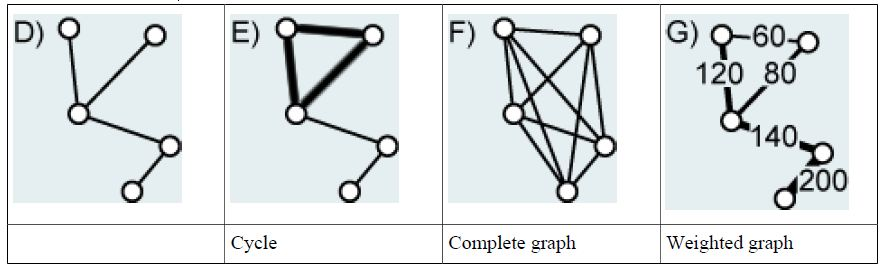 D)
E)
F)
G)
60
120
80
140
200
Cycle
Complete graph
Weighted graph